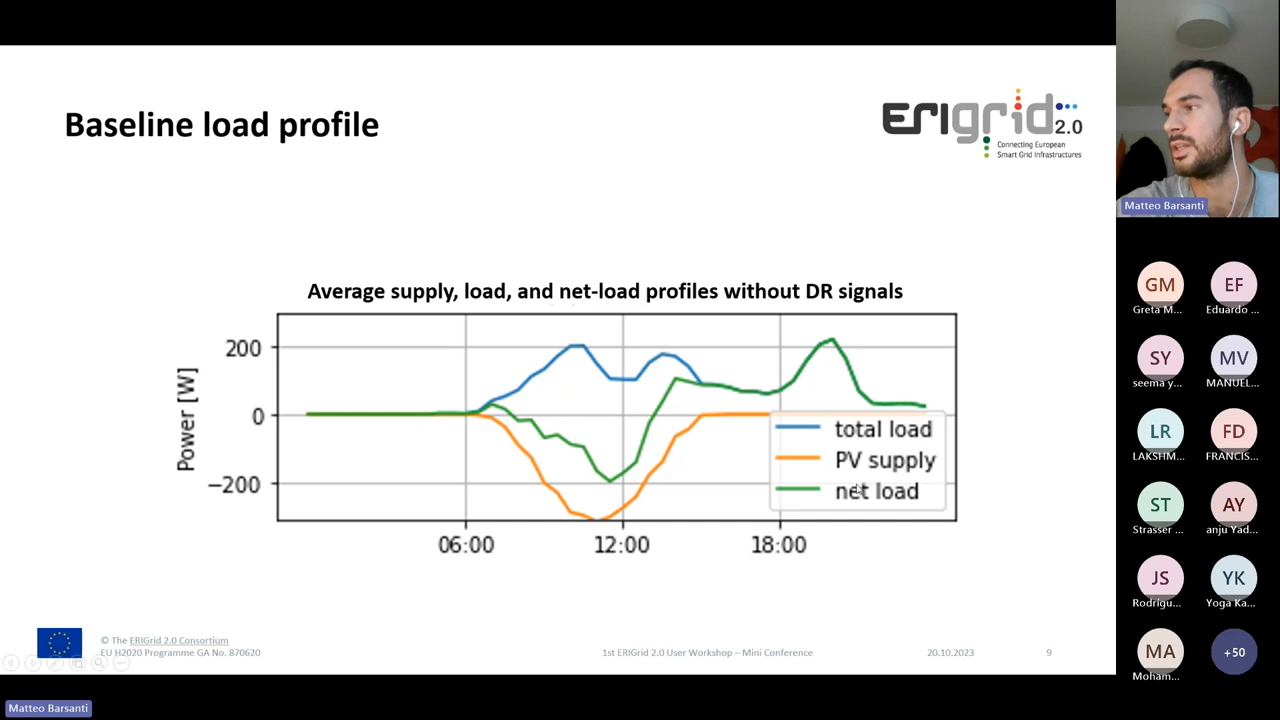 Baseline load profile
ERIgrid 2.0
Connecting European
Smart Grid Infrastructures
Average supply, load, and net-load profiles without DR signals
Power [W]
200
0
−200
06:00
12:00
18:00
total load
PV supply
net load
© The ERIGrid 2.0 Consortium
EU H2020 Programme GA No. 870620
1st ERIGrid 2.0 User Workshop – Mini Conference
20.10.2023
9
Matteo Barsanti
GM
Greta M...
EF
Eduardo ...
SY
seema y...
MV
MANUEL...
LR
LAKSHM...
FD
FRANCIS...
ST
Strasser ...
AY
anju Yad...
JS
Rodrígu...
YK
Yoga Ka...
MA
Moham...
+50
Matteo Barsanti